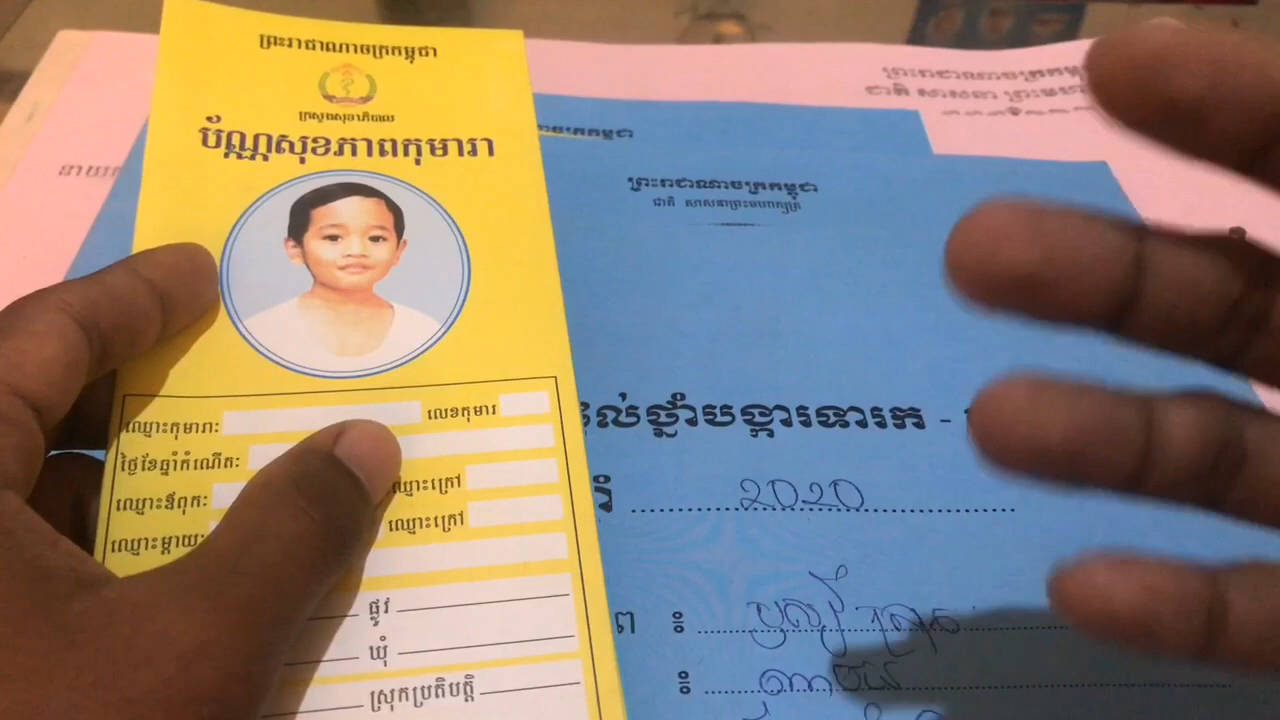 ព្រះរាជាណាចក្រកម្ពុជា
ក្រសួងសុខាភិបាល
ប័ណ្ណសុខភាពកុមារា
ឈ្មោះកុមារាៈ លេខកុមារ
ថ្ងៃខែឆ្នាំកំណើតៈ
ឈ្មោះឪពុកៈ ឈ្មោះក្រៅ
ឈ្មោះម្តាយៈ ឈ្មោះក្រៅ
ផ្លូវ
ឃុំ
ស្រុកប្រតិបត្តិ
ព្រះរាជាណាចក្រកម្ពុជា
ជាតិ សាសនា ព្រះមហា
នាយក
ព្រះរាជាណាចក្រកម្ពុជា
ជាតិ សាសនាព្រះមហាក្សត្រ
ថ្នាំបង្ការទារក -
២០២០